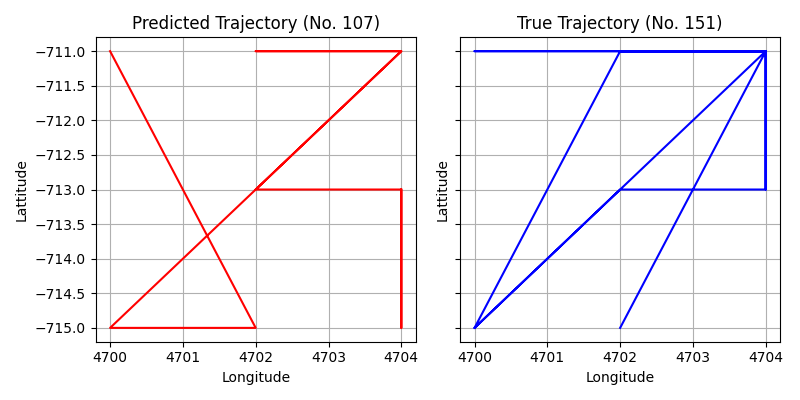 Predicted Trajectory (No. 107)
True Trajectory (No. 151)
−711.0
−711.5
−712.0
−712.5
−713.0
−713.5
−714.0
−714.5
−715.0
Lattitude
Lattitude
4700 4701 4702 4703 4704
4700 4701 4702 4703 4704
Longitude
Longitude